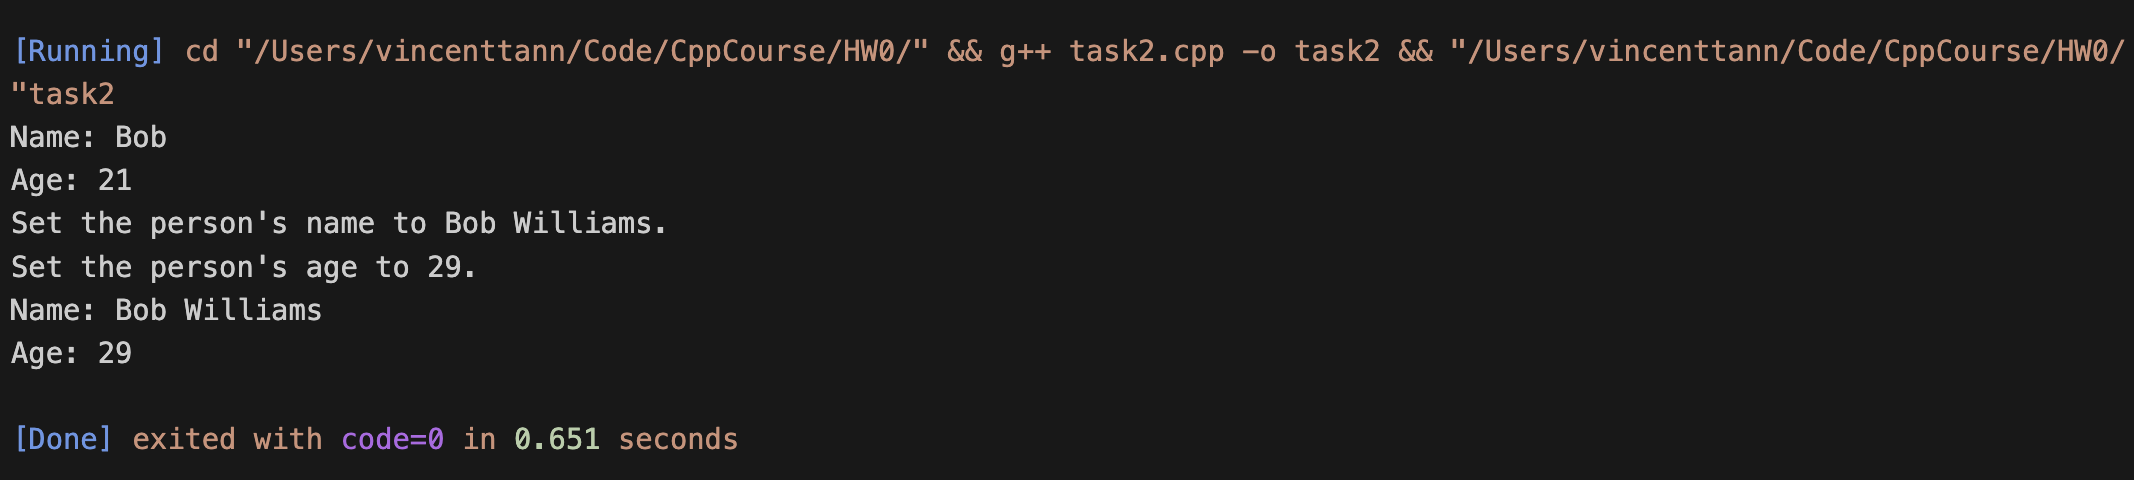 [Running] cd "/Users/vincenttann/Code/CppCourse/HW0/" && g++ task2.cpp -o task2 && "/Users/vincenttann/Code/CppCourse/HW0/
"task2
Name: Bob
Age: 21
Set the person's name to Bob Williams.
Set the person's age to 29.
Name: Bob Williams
Age: 29
[Done] exited with code=0 in 0.651 seconds